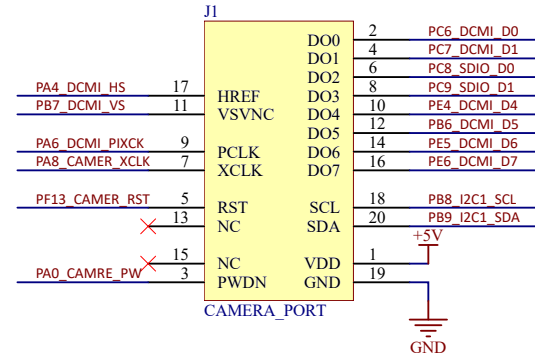 J1
PC6_DCMI_D0 2 DO0
PC7_DCMI_D1 4 DO1
PC8_SDIO_D0 6 DO2
PA4_DCMI_HS 17 HREF DO3 8 PC9_SDIO_D1
PB7_DCMI_VS 11 VSVNC DO4 10 PE4_DCMI_D4
DO5 12 PB6_DCMI_D5
PA6_DCMI_PIXCK 9 PCLK DO6 14 PE5_DCMI_D6
PA8_CAMER_XCLK 7 XCLK DO7 16 PE6_DCMI_D7
PF13_CAMER_RST 5 RST SCL 18 PB8_I2C1_SCL
13 NC SDA 20 PB9_I2C1_SDA
+5V
15 NC VDD 1
PA0_CAMRE_PW 3 PWDN GND 19
CAMERA_PORT
GND